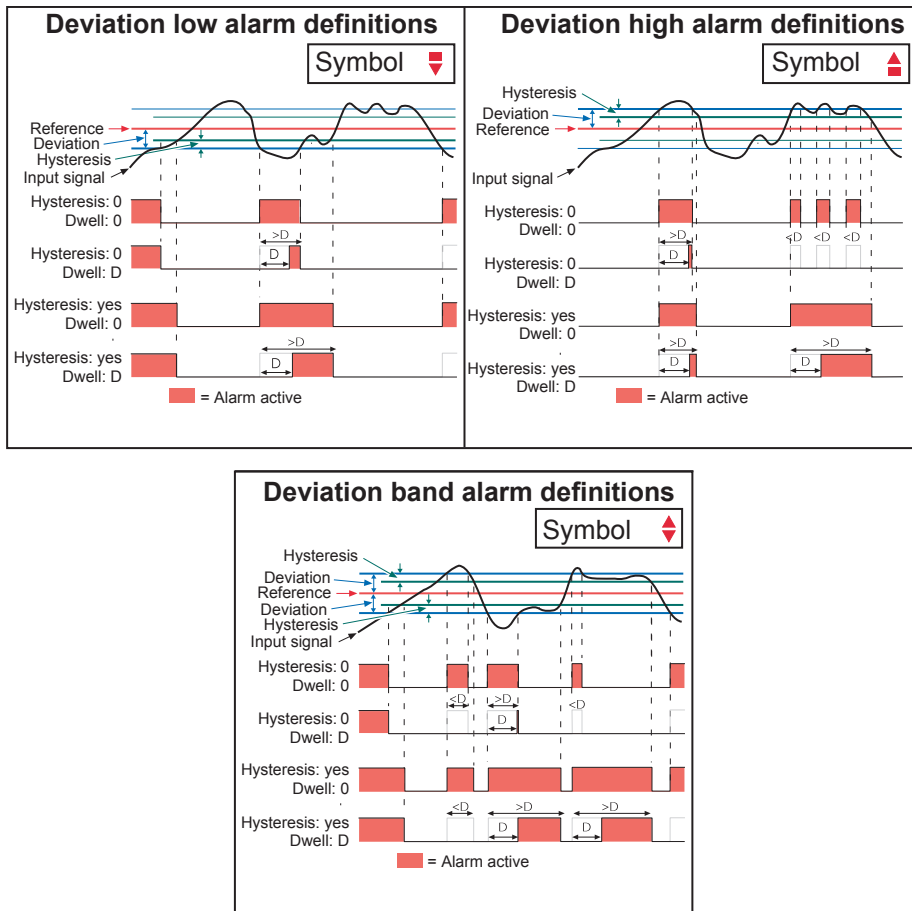 Deviation low alarm definitions
Symbol
Reference
Deviation
Hysteresis
Input signal
Hysteresis: 0
Dwell: 0
>D
Hysteresis: 0
Dwell: D
D
Hysteresis: yes
Dwell: 0
>D
Hysteresis: yes
Dwell: D
D
= Alarm active
Deviation high alarm definitions
Symbol
Hysteresis
Deviation
Reference
Input signal
Hysteresis: 0
Dwell: 0
>D <D <D <D
Hysteresis: 0
Dwell: D
D
Hysteresis: yes
Dwell: 0
>D >D
Hysteresis: yes
Dwell: D
D D
= Alarm active
Deviation band alarm definitions
Symbol
Hysteresis
Deviation
Reference
Deviation
Hysteresis
Input signal
Hysteresis: 0
Dwell: 0
<D >D <D
Hysteresis: 0
Dwell: D
D
Hysteresis: yes
Dwell: 0
<D >D >D
Hysteresis: yes
Dwell: D
D D
= Alarm active